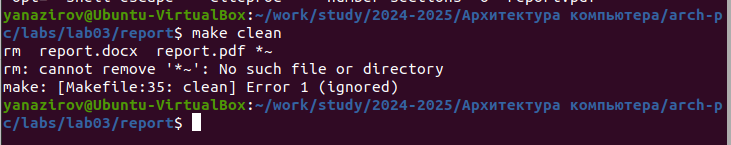 yanazirov@Ubuntu-VirtualBox:~/work/study/2024-2025/Архитектура компьютера/arch-
pc/labs/lab03/report$ make clean
rm  report.docx  report.pdf *~
rm: cannot remove '*~': No such file or directory
make: [Makefile:35: clean] Error 1 (ignored)
yanazirov@Ubuntu-VirtualBox:~/work/study/2024-2025/Архитектура компьютера/arch-
pc/labs/lab03/report$